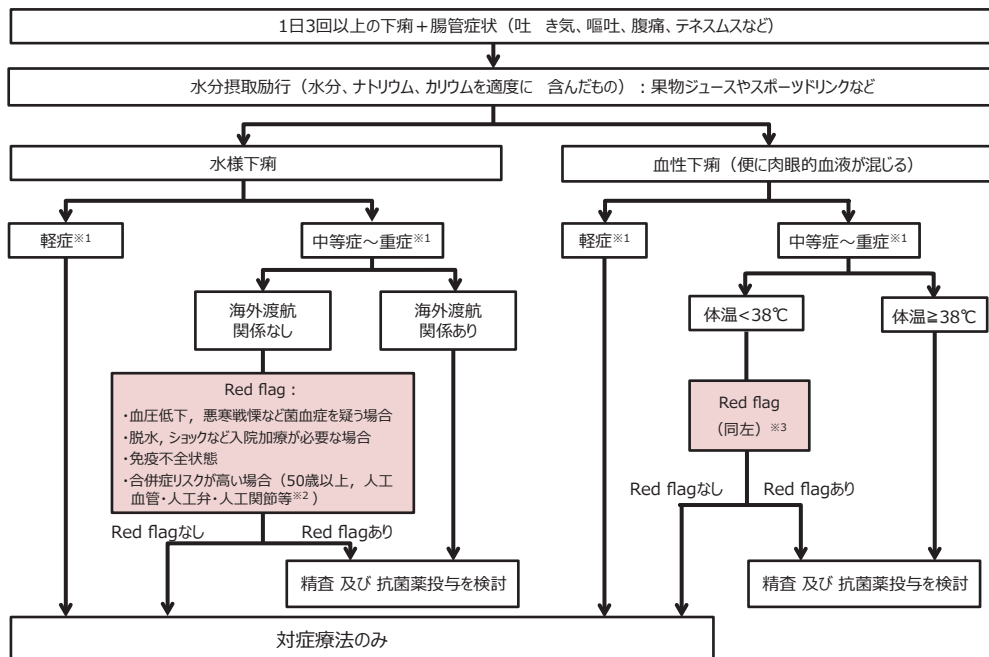 1日3回以上の下痢＋腸管症状（吐　き気、嘔吐、腹痛、テネスムスなど）
水分摂取励行（水分、ナトリウム、カリウムを適度に　含んだもの）：果物ジュースやスポーツドリンクなど
水様下痢
血性下痢（便に肉眼的血液が混じる）
軽症※1
中等症～重症※1
軽症※1
中等症～重症※1
海外渡航
関係なし
海外渡航
関係あり
体温<38℃
体温≧38℃
Red flag：
・血圧低下，悪寒戦慄など菌血症を疑う場合
・脱水，ショックなど入院加療が必要な場合
・免疫不全状態
・合併症リスクが高い場合（50歳以上，人工
血管・人工弁・人工関節等※2）
Red flag
（同左）※3
Red flagなし
Red flagあり
Red flagなし
Red flagあり
精査 及び 抗菌薬投与を検討
精査 及び 抗菌薬投与を検討
対症療法のみ